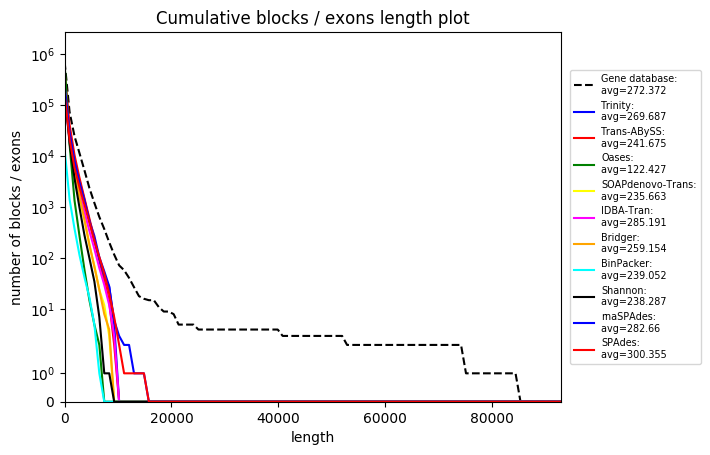 Cumulative blocks / exons length plot
number of blocks / exons
10^6
10^5
10^4
10^3
10^2
10^1
10^0
0
0 20000 40000 60000 80000
length
Gene database:
avg=272.372
Trinity:
avg=269.687
Trans-ABySS:
avg=241.675
Oases:
avg=122.427
SOAPdenovo-Trans:
avg=235.663
IDBA-Tran:
avg=285.191
Bridger:
avg=259.154
BinPacker:
avg=239.052
Shannon:
avg=238.287
rnaSPAdes:
avg=282.66
SPAdes:
avg=300.355